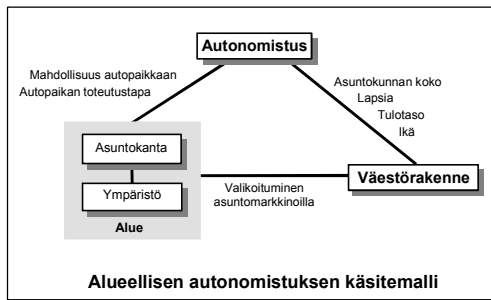 Autonomistus
Mahdollisuus autopaikkaan
Autopaikan toteutustapa
Asuntokunnan koko
Lapsia
Tulotaso
Ikä
Asuntokanta
Ympäristö
Alue
Valikoituminen
asuntomarkkinoilla
Väestörakenne
Alueellisen autonomistuksen käsitemalli